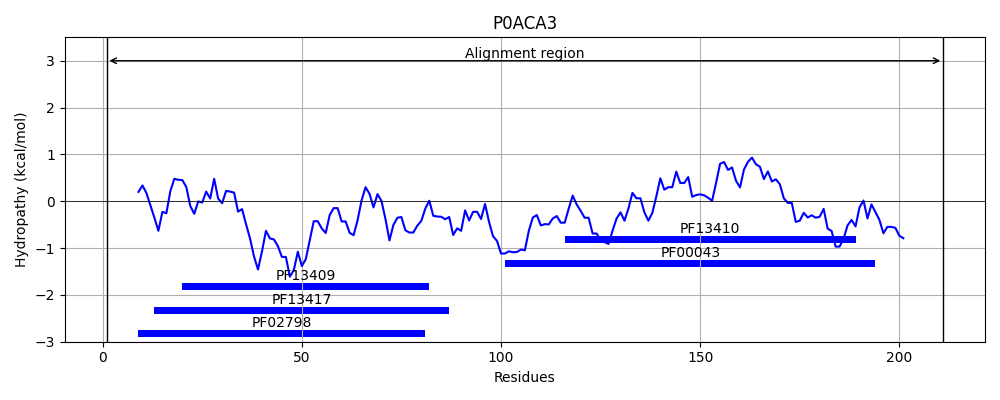 P0ACA3
Alignment region
Hydropathy (kcal/mol)
3
2
1
0
−1
−2
−3
PF13410
PF00043
PF13409
PF13417
PF02798
0
50
100
150
200
Residues